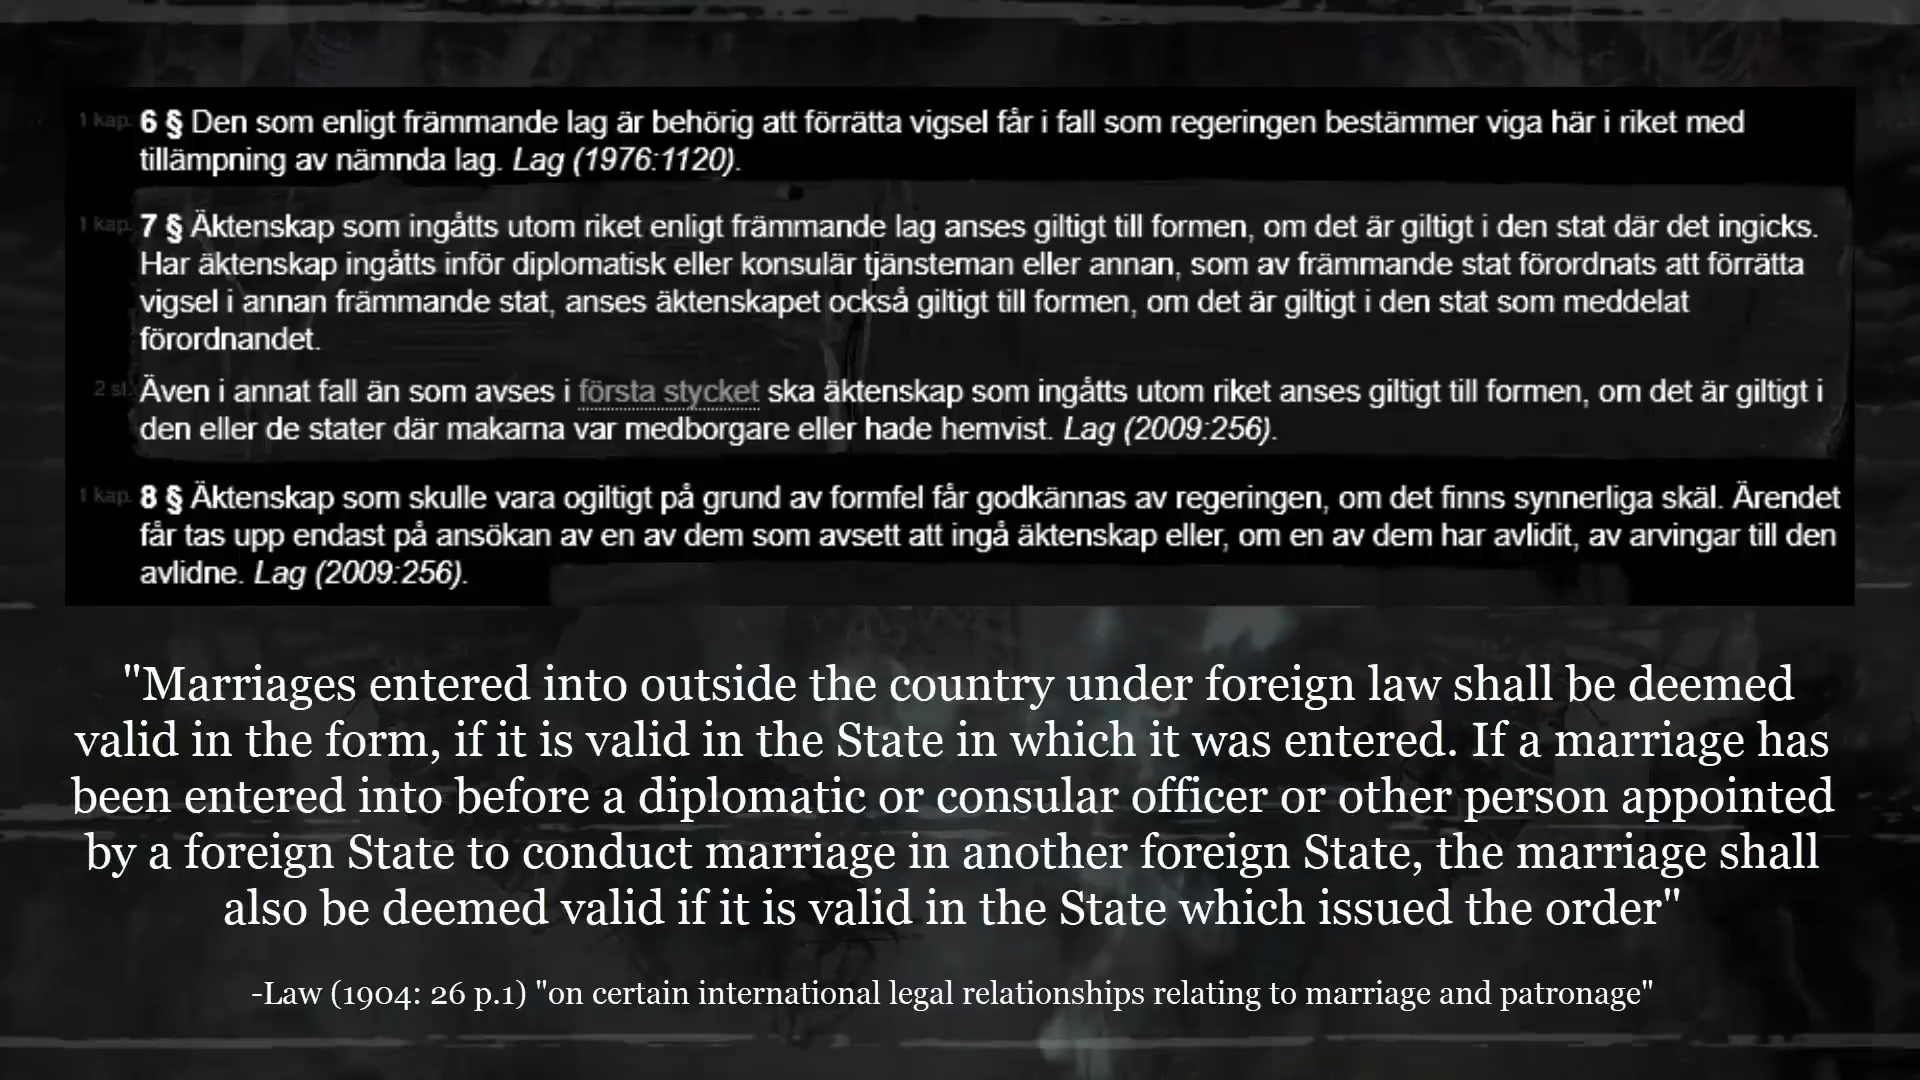 1 kap. 6 § Den som enligt främmande lag är behörig att förrätta vigsel får i fall som regeringen bestämmer viga här i riket med
tillämpning av nämnda lag. Lag (1976:1120).
1 kap. 7 § Äktenskap som ingåtts utom riket enligt främmande lag anses giltigt till formen, om det är giltigt i den stat där det ingicks.
Har äktenskap ingåtts inför diplomatisk eller konsulär tjänsteman eller annan, som av främmande stat förordnats att förrätta
vigsel i annan främmande stat, anses äktenskapet också giltigt till formen, om det är giltigt i den stat som meddelat
förordnandet.
2 st. Även i annat fall än som avses i första stycket ska äktenskap som ingåtts utom riket anses giltigt till formen, om det är giltigt i
den eller de stater där makarna var medborgare eller hade hemvist. Lag (2009:256).
1 kap. 8 § Äktenskap som skulle vara ogiltigt på grund av formfel får godkännas av regeringen, om det finns synnerliga skäl. Ärendet
får tas upp endast på ansökan av en av dem som avsett att ingå äktenskap eller, om en av dem har avlidit, av arvingar till den
avlidne. Lag (2009:256).
"Marriages entered into outside the country under foreign law shall be deemed
valid in the form, if it is valid in the State in which it was entered. If a marriage has
been entered into before a diplomatic or consular officer or other person appointed
by a foreign State to conduct marriage in another foreign State, the marriage shall
also be deemed valid if it is valid in the State which issued the order"
-Law (1904: 26 p.1) "on certain international legal relationships relating to marriage and patronage"